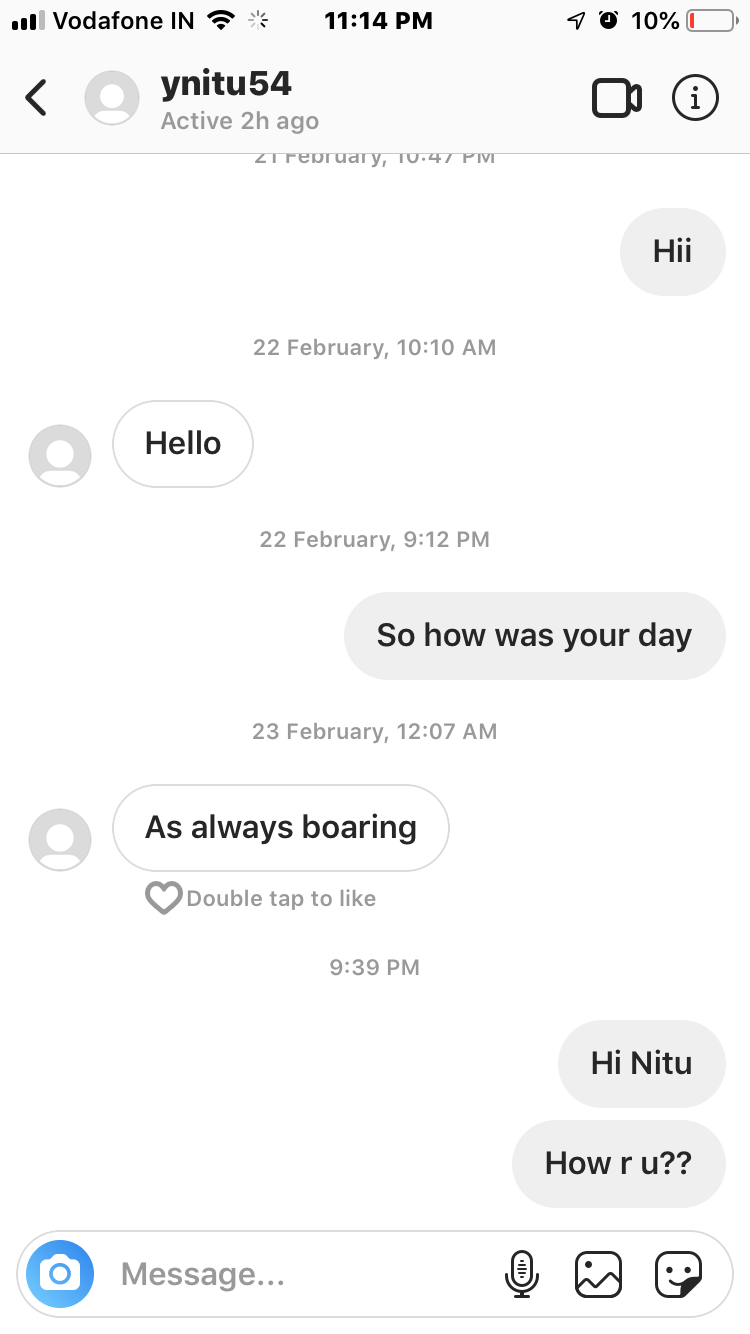 Vodafone IN 11:14 PM 10%
ynitu54
Active 2h ago
21 February, 10:47 PM
Hii
22 February, 10:10 AM
Hello
22 February, 9:12 PM
So how was your day
23 February, 12:07 AM
As always boaring
Double tap to like
9:39 PM
Hi Nitu
How r u??
Message...